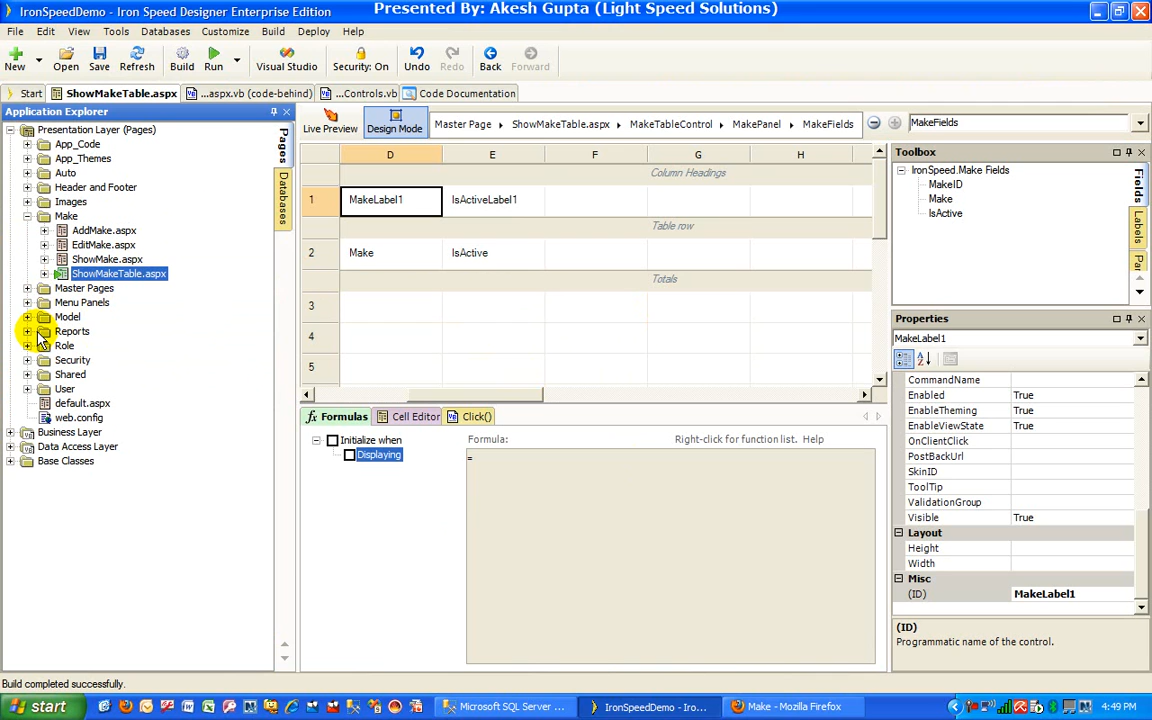 IronSpeedDemo - Iron Speed Designer Enterprise Edition
Presented By: Akesh Gupta (Light Speed Solutions)
File Edit View Tools Databases Customize Build Deploy Help
New Open Save Refresh Build Run Visual Studio Security: On Undo Redo Back Forward
Start ShowMakeTable.aspx ...aspx.vb (code-behind) ...Controls.vb Code Documentation
Application Explorer
Presentation Layer (Pages)
App_Code
App_Themes
Auto
Header and Footer
Images
Make
AddMake.aspx
EditMake.aspx
ShowMake.aspx
ShowMakeTable.aspx
Master Pages
Menu Panels
Model
Reports
Role
Security
Shared
User
default.aspx
web.config
Business Layer
Data Access Layer
Base Classes
Pages
Databases
Live Preview Design Mode Master Page ShowMakeTable.aspx MakeTableControl MakePanel MakeFields MakeFields
D E F G H
Column Headings
1 MakeLabel1 IsActiveLabel1
Table row
2 Make IsActive
Totals
3
4
5
Formulas Cell Editor Click()
Initialize when
Displaying
Formula: Right-click for function list. Help
=
Toolbox
IronSpeed.Make Fields
MakeID
Make
IsActive
Fields
Labels
Pa
Properties
MakeLabel1
CommandName
Enabled True
EnableTheming True
EnableViewState True
OnClientClick
PostBackUrl
SkinID
ToolTip
ValidationGroup
Visible True
Layout
Height
Width
Misc
(ID) MakeLabel1
(ID)
Programmatic name of the control.
Build completed successfully.
start Microsoft SQL Server ... IronSpeedDemo - Iro... Make - Mozilla Firefox 4:49 PM